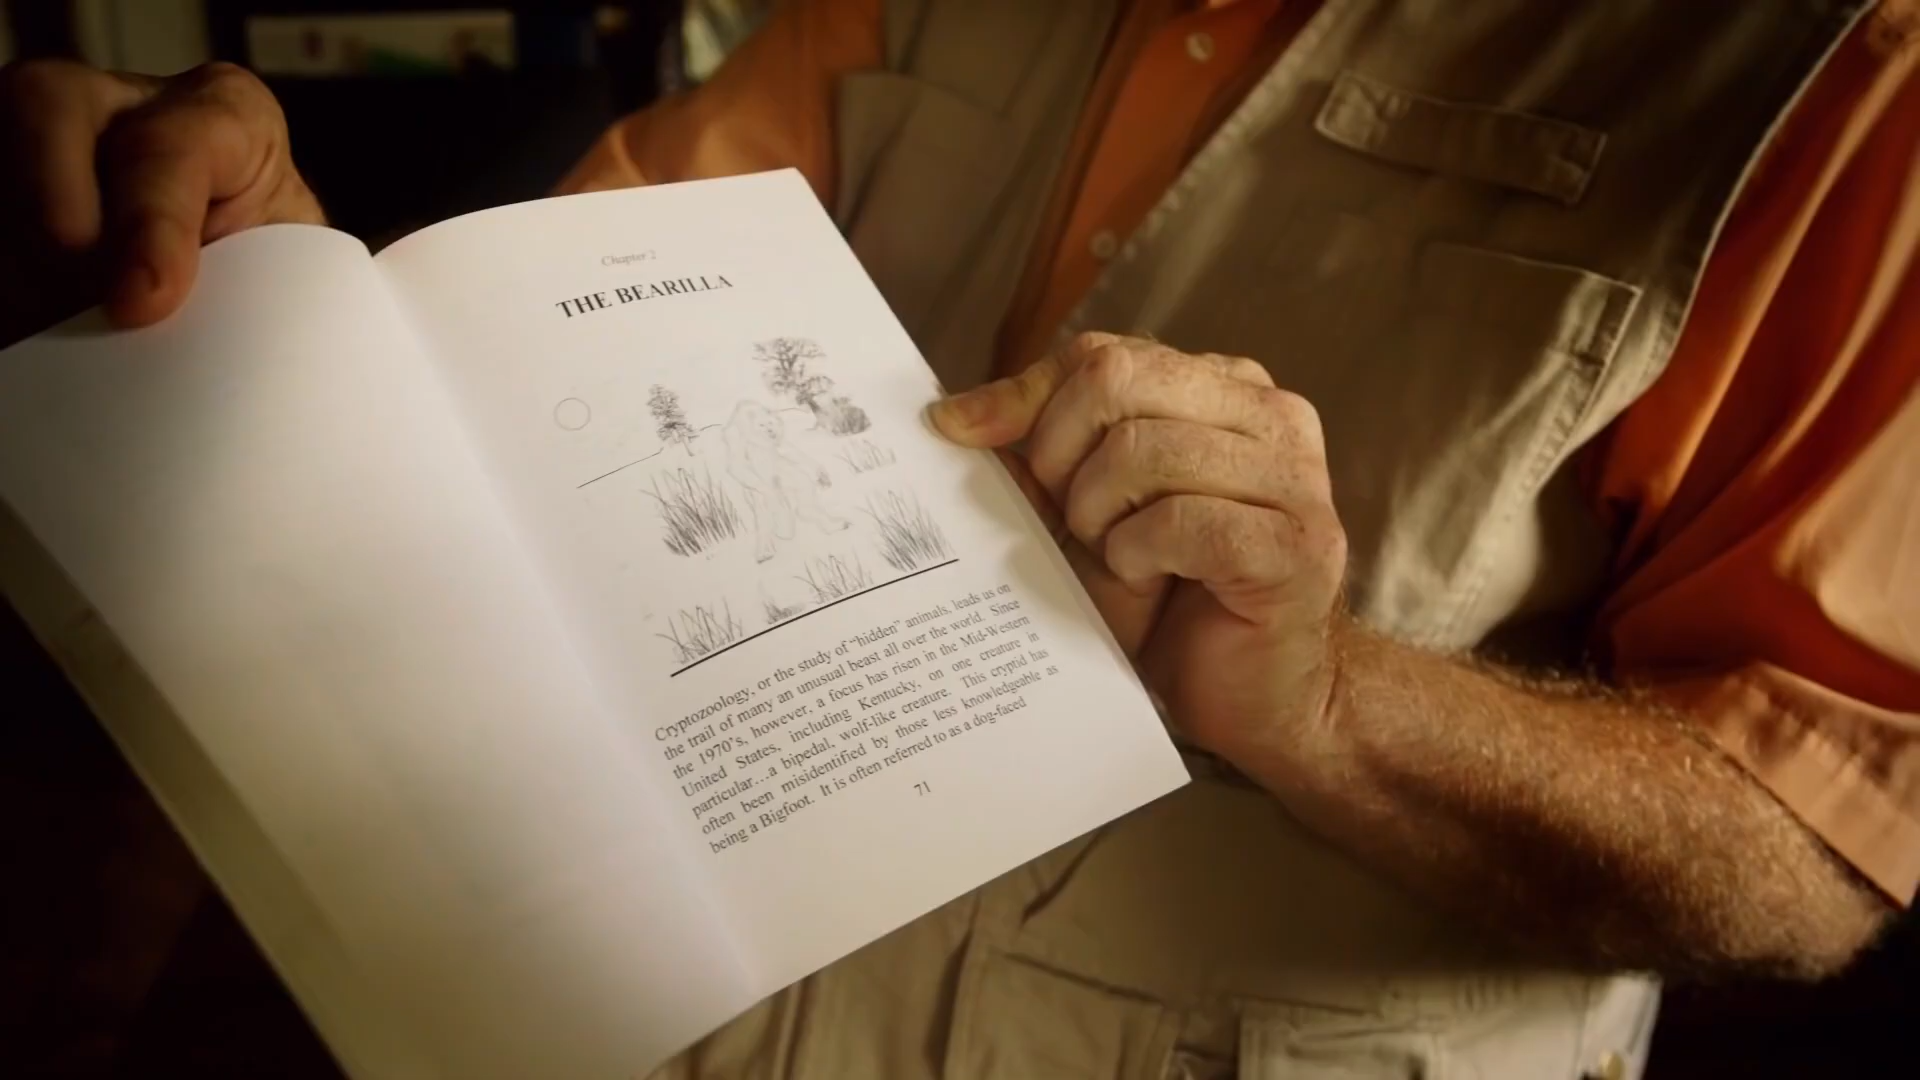 Chapter 2
THE BEARILLA
Cryptozoology, or the study of “hidden” animals, leads us on
the trail of many an unusual beast all over the world. Since
the 1970’s, however, a focus has risen in the Mid-Western
United States, including Kentucky, on one creature in
particular…a bipedal, wolf-like creature. This cryptid has
often been misidentified by those less knowledgeable as
being a Bigfoot. It is often referred to as a dog-faced
71